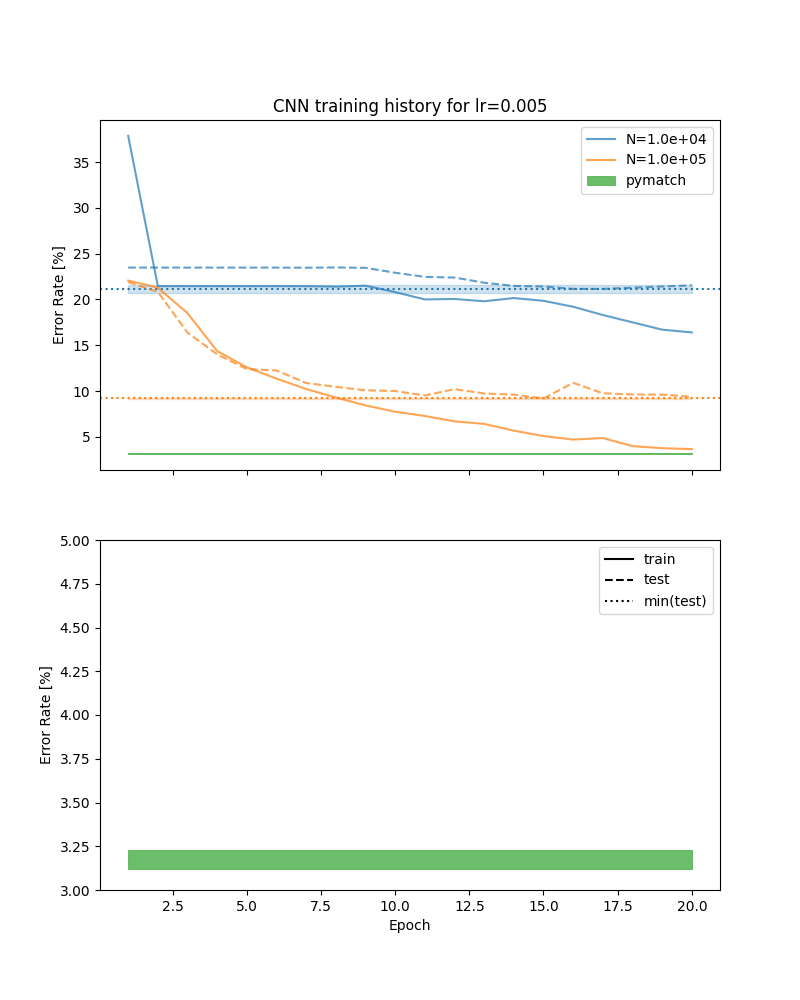 CNN training history for lr=0.005
Error Rate [%]
35
30
25
20
15
10
5
N=1.0e+04
N=1.0e+05
pymatch
Error Rate [%]
5.00
4.75
4.50
4.25
4.00
3.75
3.50
3.25
3.00
train
test
min(test)
2.5 5.0 7.5 10.0 12.5 15.0 17.5 20.0
Epoch